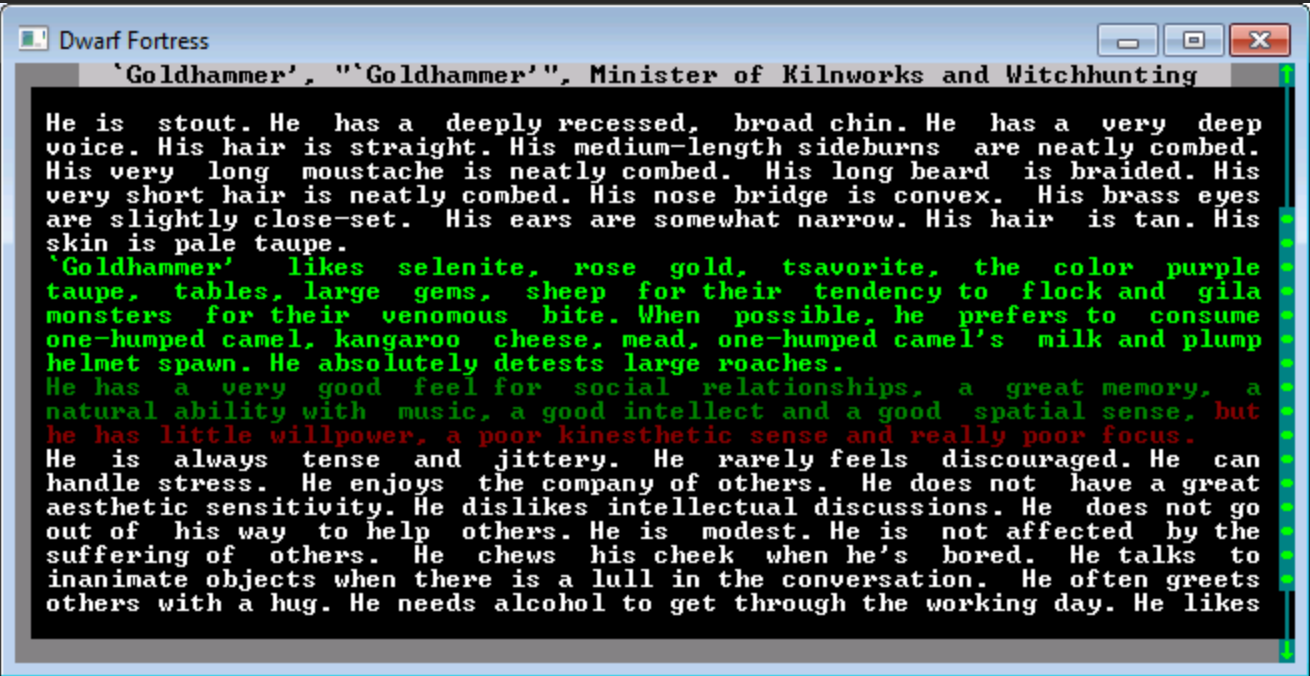 Dwarf Fortress
`Goldhammer', "`Goldhammer'", Minister of Kilnworks and Witchhunting
He is stout. He has a deeply recessed, broad chin. He has a very deep
voice. His hair is straight. His medium-length sideburns are neatly combed.
His very long moustache is neatly combed. His long beard is braided. His
very short hair is neatly combed. His nose bridge is convex. His brass eyes
are slightly close-set. His ears are somewhat narrow. His hair is tan. His
skin is pale taupe.
`Goldhammer' likes selenite, rose gold, tsavorite, the color purple
taupe, tables, large gems, sheep for their tendency to flock and gila
monsters for their venomous bite. When possible, he prefers to consume
one-humped camel, kangaroo cheese, mead, one-humped camel's milk and plump
helmet spawn. He absolutely detests large roaches.
He has a very good feel for social relationships, a great memory, a
natural ability with music, a good intellect and a good spatial sense, but
he has little willpower, a poor kinesthetic sense and really poor focus.
He is always tense and jittery. He rarely feels discouraged. He can
handle stress. He enjoys the company of others. He does not have a great
aesthetic sensitivity. He dislikes intellectual discussions. He does not go
out of his way to help others. He is modest. He is not affected by the
suffering of others. He chews his cheek when he's bored. He talks to
inanimate objects when there is a lull in the conversation. He often greets
others with a hug. He needs alcohol to get through the working day. He likes